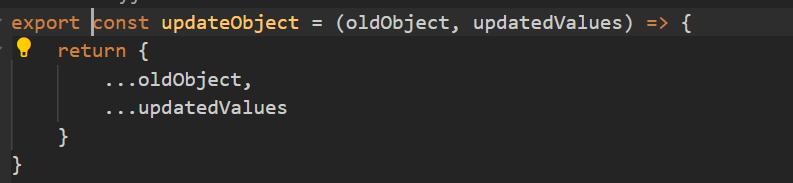 export const updateObject = (oldObject, updatedValues) => {
return {
...oldObject,
...updatedValues
}
}